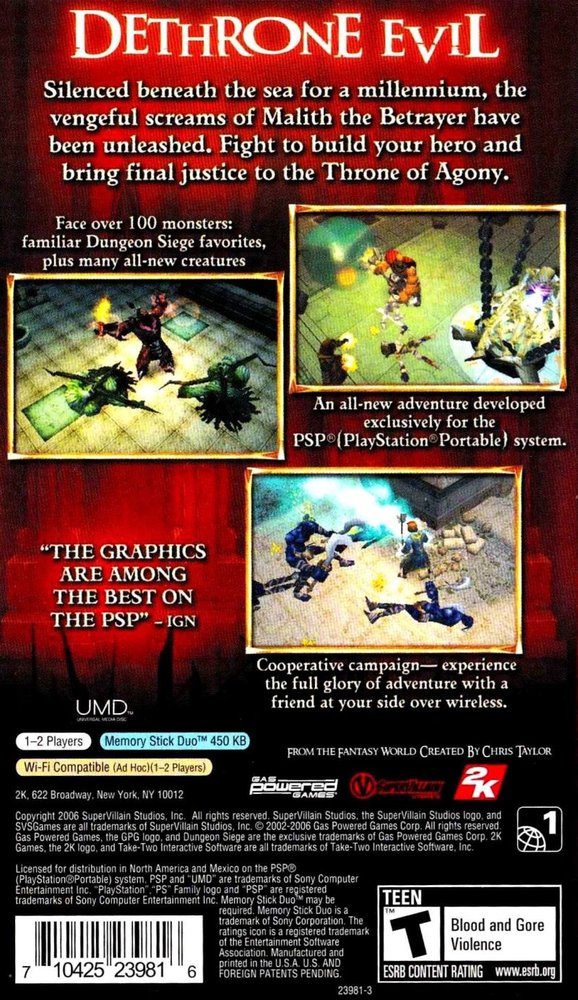 DETHRONE EVIL
Silenced beneath the sea for a millennium, the
vengeful screams of Malith the Betrayer have
been unleashed. Fight to build your hero and
bring final justice to the Throne of Agony.
Face over 100 monsters:
familiar Dungeon Siege favorites,
plus many all-new creatures
An all-new adventure developed
exclusively for the
PSP®(PlayStation®Portable) system.
"THE GRAPHICS
ARE AMONG
THE BEST ON
THE PSP" – IGN
Cooperative campaign— experience
the full glory of adventure with a
friend at your side over wireless.
UMD™
UNIVERSAL MEDIA DISC
1–2 Players
Memory Stick Duo™ 450 KB
Wi-Fi Compatible (Ad Hoc)(1–2 Players)
FROM THE FANTASY WORLD CREATED BY CHRIS TAYLOR
GAS
powered
GAMES
SuperVillain
2K
2K, 622 Broadway, New York, NY 10012
Copyright 2006 SuperVillain Studios, Inc. All rights reserved. SuperVillain Studios, the SuperVillain Studios logo, and
SVSGames are all trademarks of SuperVillain Studios, Inc. © 2002-2006 Gas Powered Games Corp. All rights reserved.
Gas Powered Games, the GPG logo, and Dungeon Siege are the exclusive trademarks of Gas Powered Games Corp. 2K
Games, the 2K logo, and Take-Two Interactive Software are all trademarks of Take-Two Interactive Software, Inc.
1
Licensed for distribution in North America and Mexico on the PSP®
(PlayStation®Portable) system. PSP and "UMD" are trademarks of Sony Computer
Entertainment Inc. "PlayStation", "PS" Family logo and "PSP" are registered
trademarks of Sony Computer Entertainment Inc. Memory Stick Duo™ may be
required. Memory Stick Duo is a
trademark of Sony Corporation. The
ratings icon is a registered trademark
of the Entertainment Software
Association. Manufactured and
printed in the U.S.A. U.S. AND
FOREIGN PATENTS PENDING.
7 10425 23981 6
23981-3
TEEN
T
TM
Blood and Gore
Violence
ESRB CONTENT RATING www.esrb.org